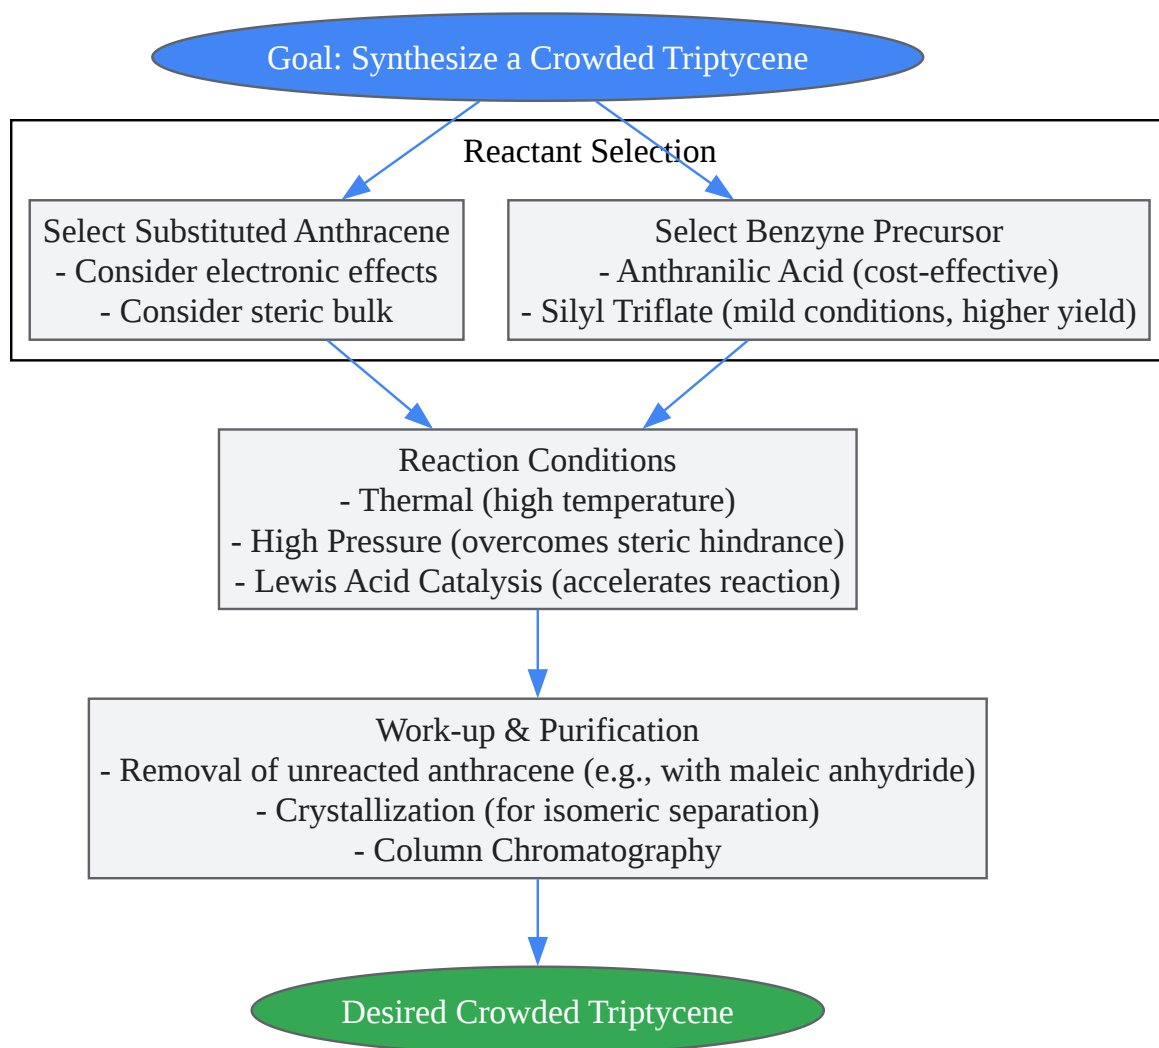 Goal: Synthesize a Crowded Triptycene
Reactant Selection
Select Substituted Anthracene
- Consider electronic effects
- Consider steric bulk
Select Benzyne Precursor
- Anthranilic Acid (cost-effective)
- Silyl Triflate (mild conditions, higher yield)
Reaction Conditions
- Thermal (high temperature)
- High Pressure (overcomes steric hindrance)
- Lewis Acid Catalysis (accelerates reaction)
Work-up & Purification
- Removal of unreacted anthracene (e.g., with maleic anhydride)
- Crystallization (for isomeric separation)
- Column Chromatography
Desired Crowded Triptycene